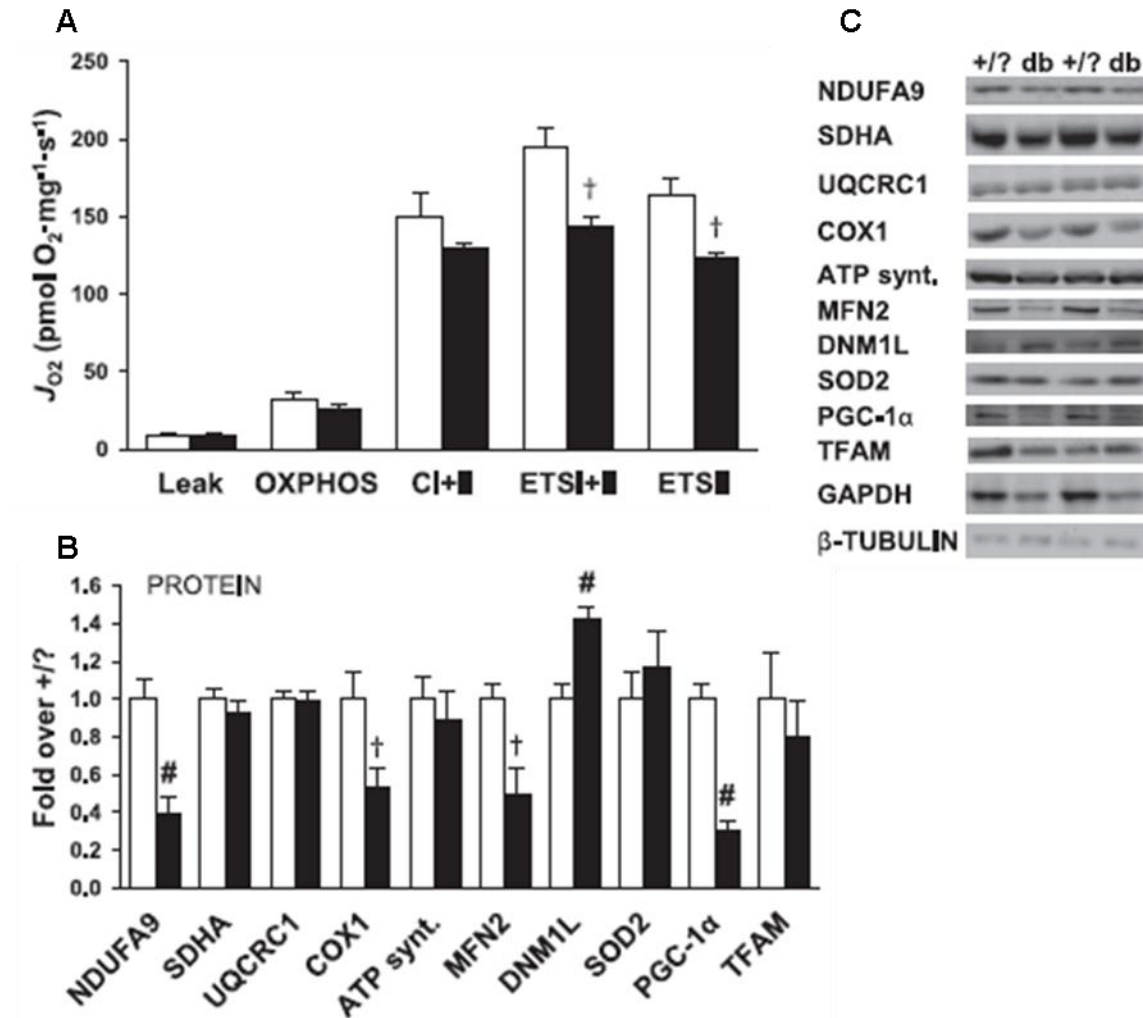 A
250
200
150
100
50
0
J O2 (pmol O2-mg-1-s-1)
Leak OXPHOS CI+II ETSI+II ETSII
†
†
B
PROTEIN
1.6
1.4
1.2
1.0
0.8
0.6
0.4
0.2
0.0
Fold over +/?
#
†
†
#
#
NDUFA9
SDHA
UQCRC1
COX1
ATP synt.
MFN2
DNM1L
SOD2
PGC-1α
TFAM
C
+/? db +/? db
NDUFA9
SDHA
UQCRC1
COX1
ATP synt.
MFN2
DNM1L
SOD2
PGC-1α
TFAM
GAPDH
β-TUBULIN